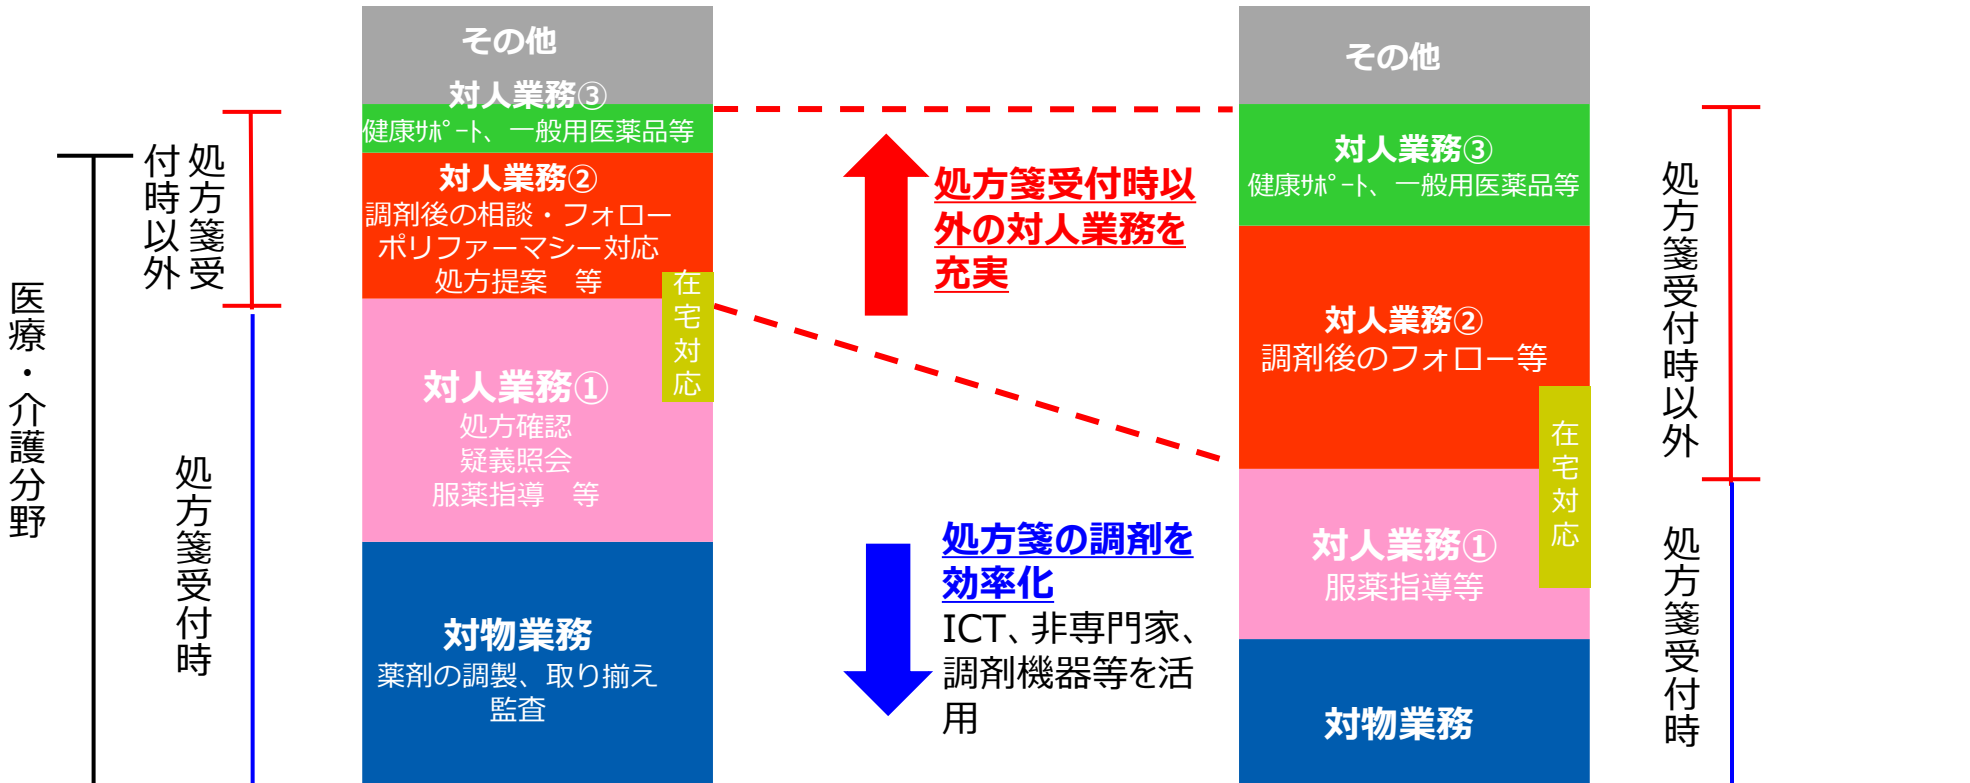 医療・介護分野
処方箋受
付時以外
処方箋受付時
その他
対人業務③
健康ｻﾎﾟｰﾄ、一般用医薬品等
対人業務②
調剤後の相談・フォロー
ポリファーマシー対応
処方提案　等
在宅対応
対人業務①
処方確認
疑義照会
服薬指導　等
対物業務
薬剤の調製、取り揃え
監査
処方箋受付時以
外の対人業務を
充実
処方箋の調剤を
効率化
ICT、非専門家、
調剤機器等を活
用
その他
対人業務③
健康ｻﾎﾟｰﾄ、一般用医薬品等
対人業務②
調剤後のフォロー等
在宅対応
対人業務①
服薬指導等
対物業務
処方箋受付時以外
処方箋受付時